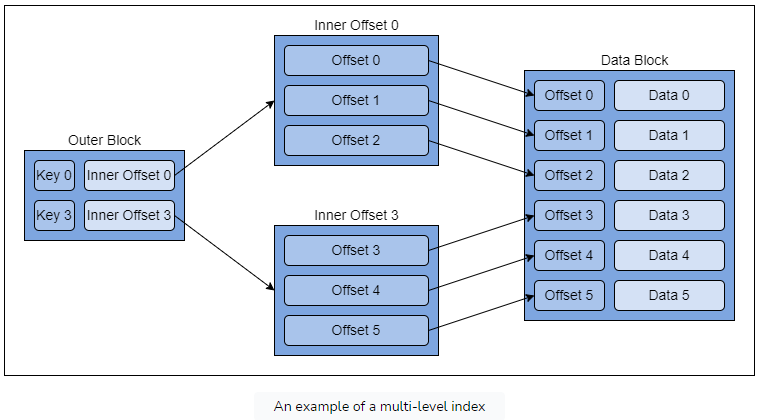 Outer Block
Key 0 Inner Offset 0
Key 3 Inner Offset 3
Inner Offset 0
Offset 0
Offset 1
Offset 2
Inner Offset 3
Offset 3
Offset 4
Offset 5
Data Block
Offset 0 Data 0
Offset 1 Data 1
Offset 2 Data 2
Offset 3 Data 3
Offset 4 Data 4
Offset 5 Data 5
An example of a multi-level index